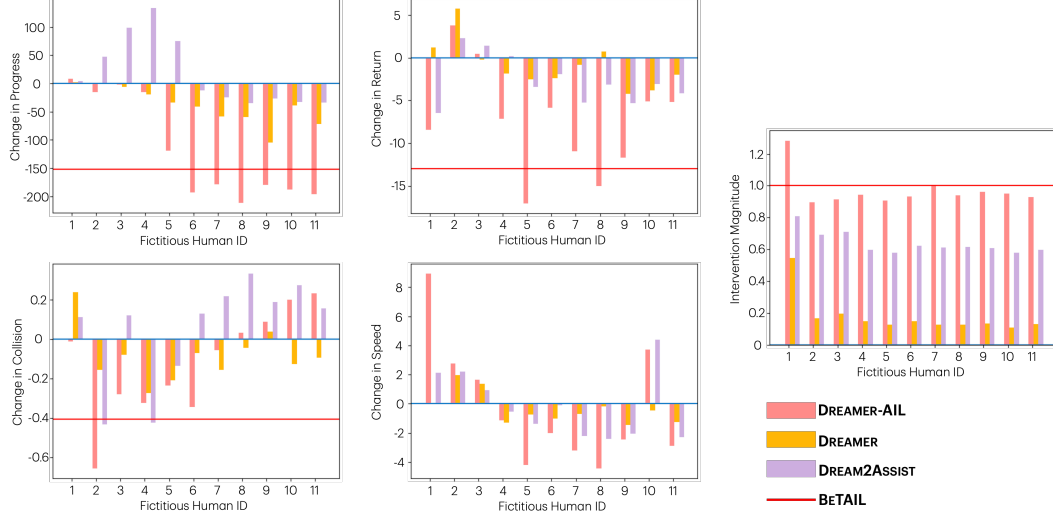 Change in Progress
100
50
0
-50
-100
-150
-200
1 2 3 4 5 6 7 8 9 10 11
Fictitious Human ID
Change in Return
5
0
-5
-10
-15
1 2 3 4 5 6 7 8 9 10 11
Fictitious Human ID
Change in Collision
0.2
0
-0.2
-0.4
-0.6
1 2 3 4 5 6 7 8 9 10 11
Fictitious Human ID
Change in Speed
8
6
4
2
0
-2
-4
1 2 3 4 5 6 7 8 9 10 11
Fictitious Human ID
Intervention Magnitude
1.2
1.0
0.8
0.6
0.4
0.2
0
1 2 3 4 5 6 7 8 9 10 11
Fictitious Human ID
DREAMER-AIL
DREAMER
DREAM2ASSIST
BETAIL